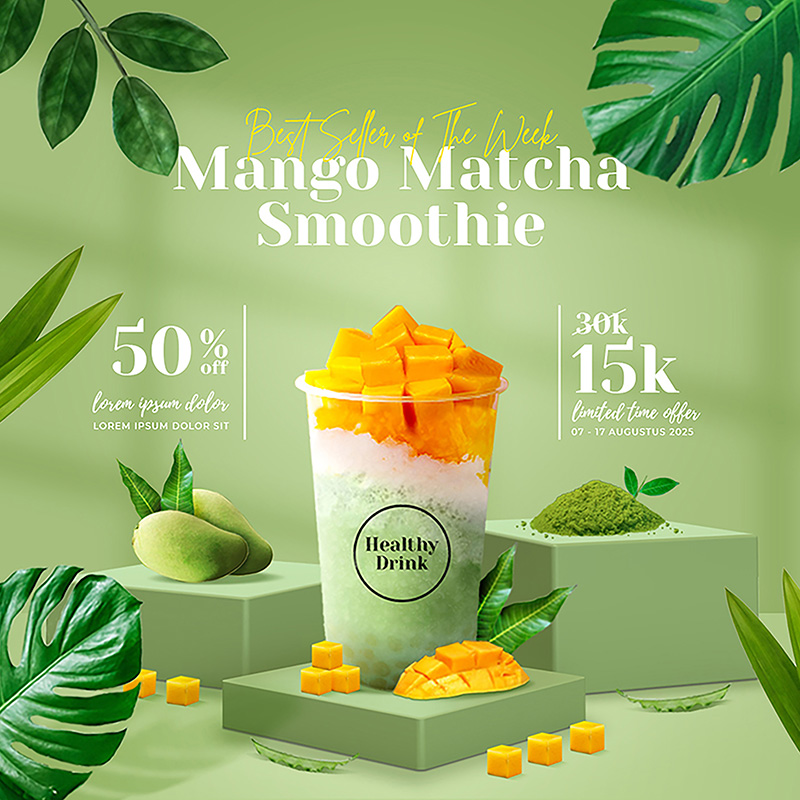 Best Seller of The Week
Mango Matcha
Smoothie
50 % off
lorem ipsum dolor
LOREM IPSUM DOLOR SIT
30k
15k
limited time offer
07 - 17 AUGUSTUS 2025
Healthy
Drink